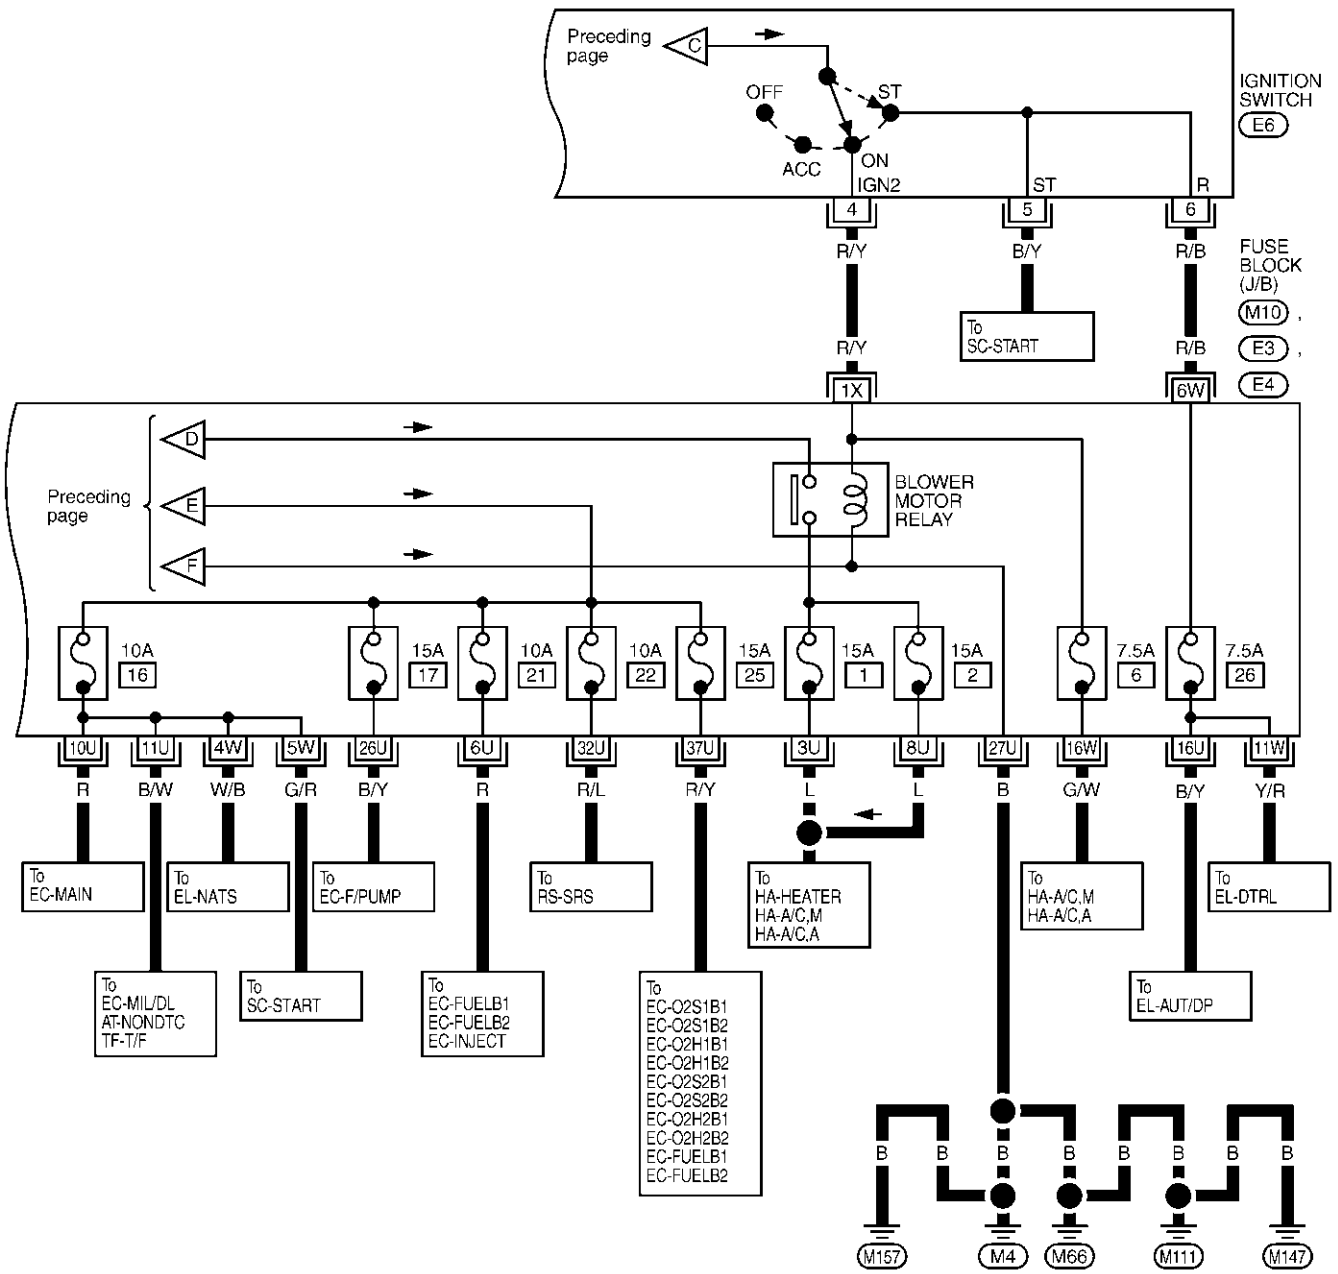 Preceding
page
C
OFF
ST
ACC
ON
IGN2
ST
R
IGNITION
SWITCH
E6
4
5
6
R/Y
B/Y
R/B
FUSE
BLOCK
(J/B)
M10 ,
E3 ,
E4
To
SC-START
R/Y
R/B
1X
6W
D
Preceding
page
E
F
BLOWER
MOTOR
RELAY
10A
16
15A
17
10A
21
10A
22
15A
25
15A
1
15A
2
7.5A
6
7.5A
26
10U
11U
4W
5W
26U
6U
32U
37U
3U
8U
27U
16W
16U
11W
R
B/W
W/B
G/R
B/Y
R
R/L
R/Y
L
L
B
G/W
B/Y
Y/R
To
EC-MAIN
To
EL-NATS
To
EC-F/PUMP
To
RS-SRS
To
HA-HEATER
HA-A/C,M
HA-A/C,A
To
HA-A/C,M
HA-A/C,A
To
EL-DTRL
To
EC-MIL/DL
AT-NONDTC
TF-T/F
To
SC-START
To
EC-FUELB1
EC-FUELB2
EC-INJECT
To
EC-O2S1B1
EC-O2S1B2
EC-O2H1B1
EC-O2H1B2
EC-O2S2B1
EC-O2S2B2
EC-O2H2B1
EC-O2H2B2
EC-FUELB1
EC-FUELB2
To
EL-AUT/DP
B
B
B
B
B
B
B
B
M157
M4
M66
M111
M147